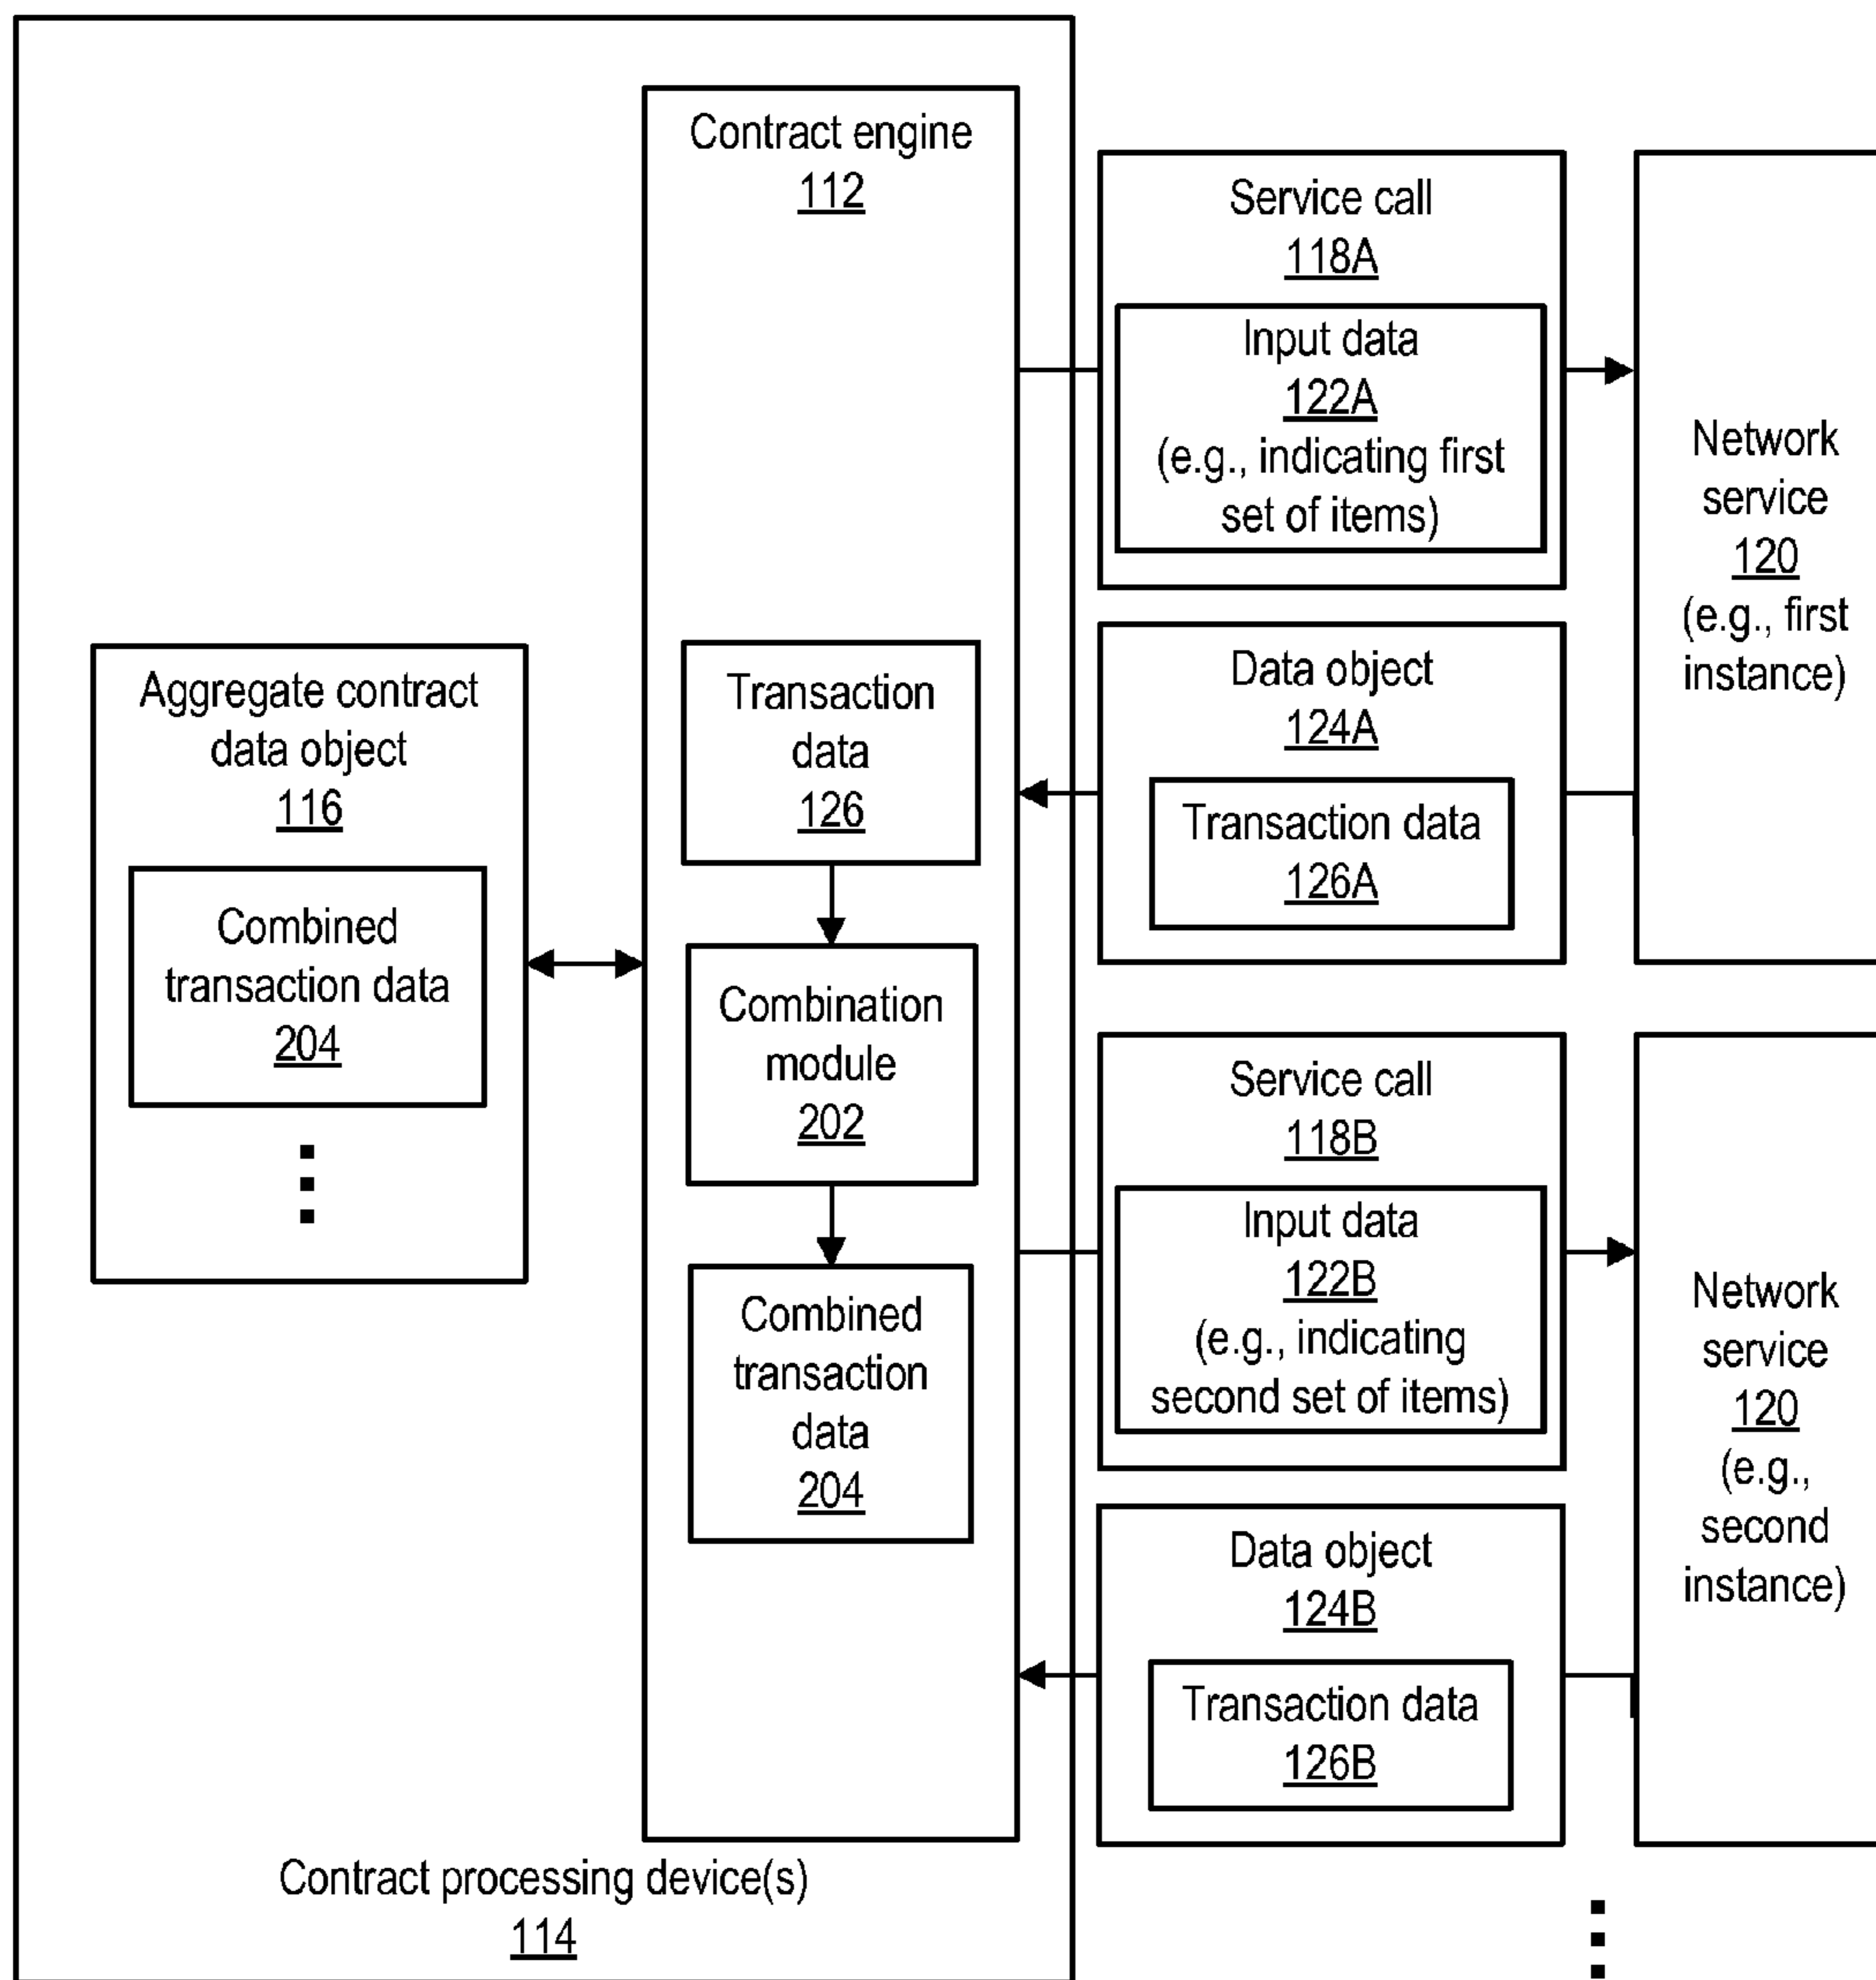 Contract engine
112
Service call
118A
Input data
122A
(e.g., indicating first
set of items)
Network
service
120
(e.g., first
instance)
Data object
124A
Transaction data
126A
Aggregate contract
data object
116
Combined
transaction data
204
Transaction
data
126
Combination
module
202
Combined
transaction
data
204
Service call
118B
Input data
122B
(e.g., indicating
second set of items)
Network
service
120
(e.g.,
second
instance)
Data object
124B
Transaction data
126B
Contract processing device(s)
114